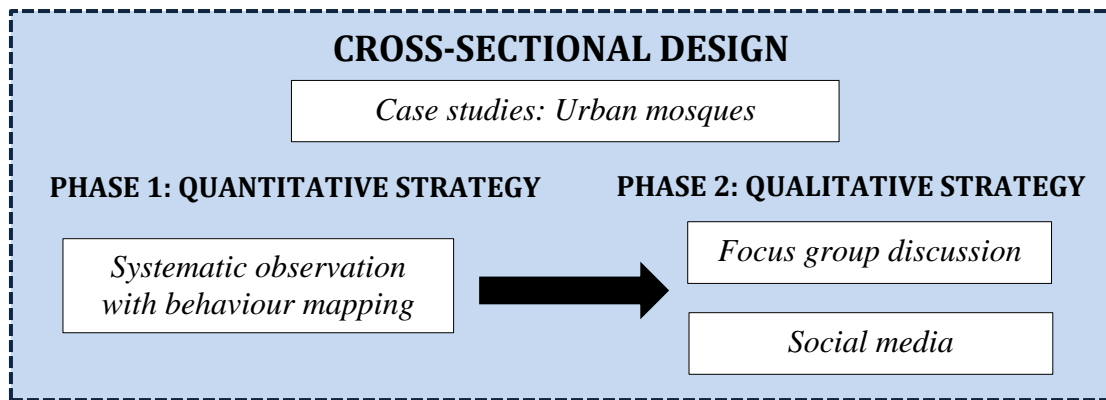 CROSS-SECTIONAL DESIGN
Case studies: Urban mosques
PHASE 1: QUANTITATIVE STRATEGY
Systematic observation
with behaviour mapping
PHASE 2: QUALITATIVE STRATEGY
Focus group discussion
Social media